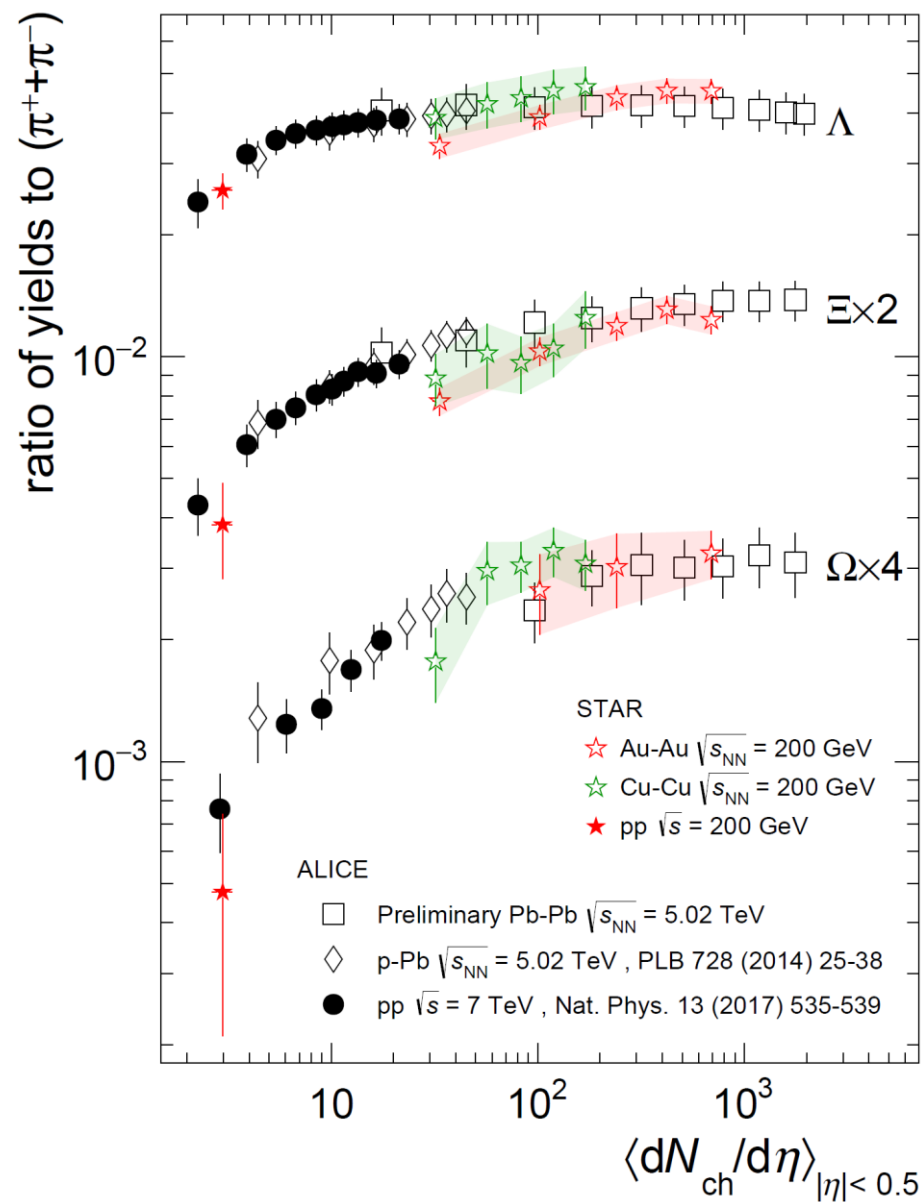 ratio of yields to (π⁺+π⁻)
10⁻²
10⁻³
Λ
Ξ×2
Ω×4
STAR
Au-Au √s_NN = 200 GeV
Cu-Cu √s_NN = 200 GeV
pp √s = 200 GeV
ALICE
Preliminary Pb-Pb √s_NN = 5.02 TeV
p-Pb √s_NN = 5.02 TeV , PLB 728 (2014) 25-38
pp √s = 7 TeV , Nat. Phys. 13 (2017) 535-539
10 10² 10³
⟨dN_ch/dη⟩_|η|< 0.5